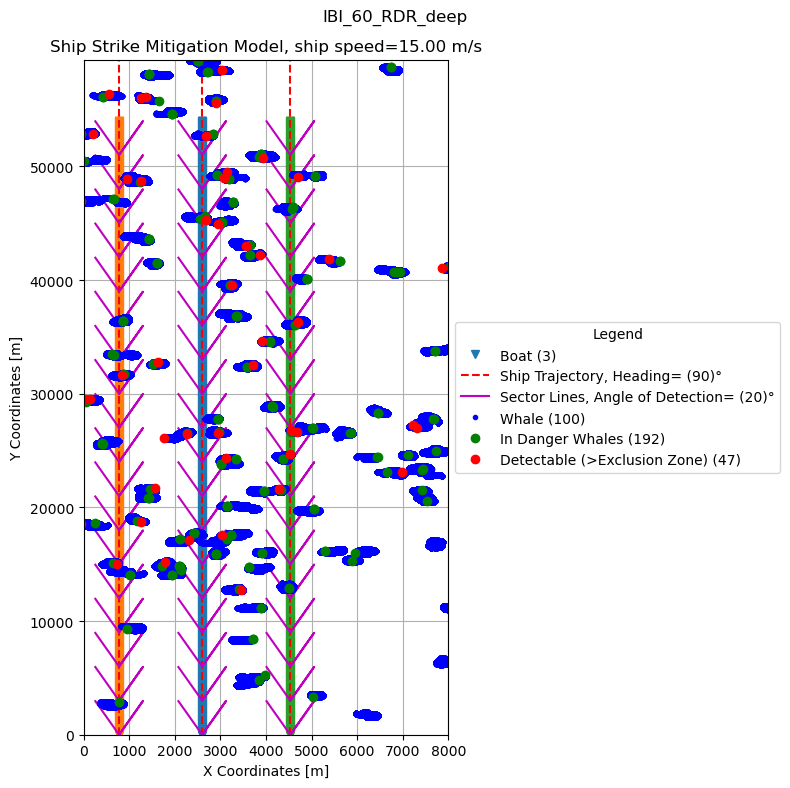 IBI_60_RDR_deep
Ship Strike Mitigation Model, ship speed=15.00 m/s
Y Coordinates [m]
50000
40000
30000
20000
10000
0
0 1000 2000 3000 4000 5000 6000 7000 8000
X Coordinates [m]
Legend
Boat (3)
Ship Trajectory, Heading= (90)°
Sector Lines, Angle of Detection= (20)°
Whale (100)
In Danger Whales (192)
Detectable (>Exclusion Zone) (47)